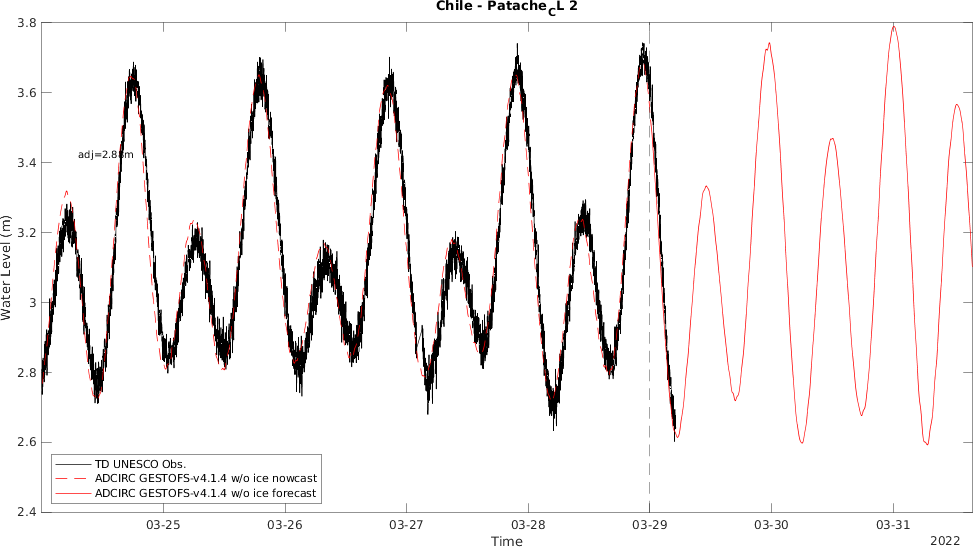 Chile - Patache_CL 2
3.8
3.6
3.4
3.2
3
2.8
2.6
2.4
Water Level (m)
adj=2.88m
TD UNESCO Obs.
ADCIRC GESTOFS-v4.1.4 w/o ice nowcast
ADCIRC GESTOFS-v4.1.4 w/o ice forecast
03-25 03-26 03-27 03-28 03-29 03-30 03-31
Time
2022